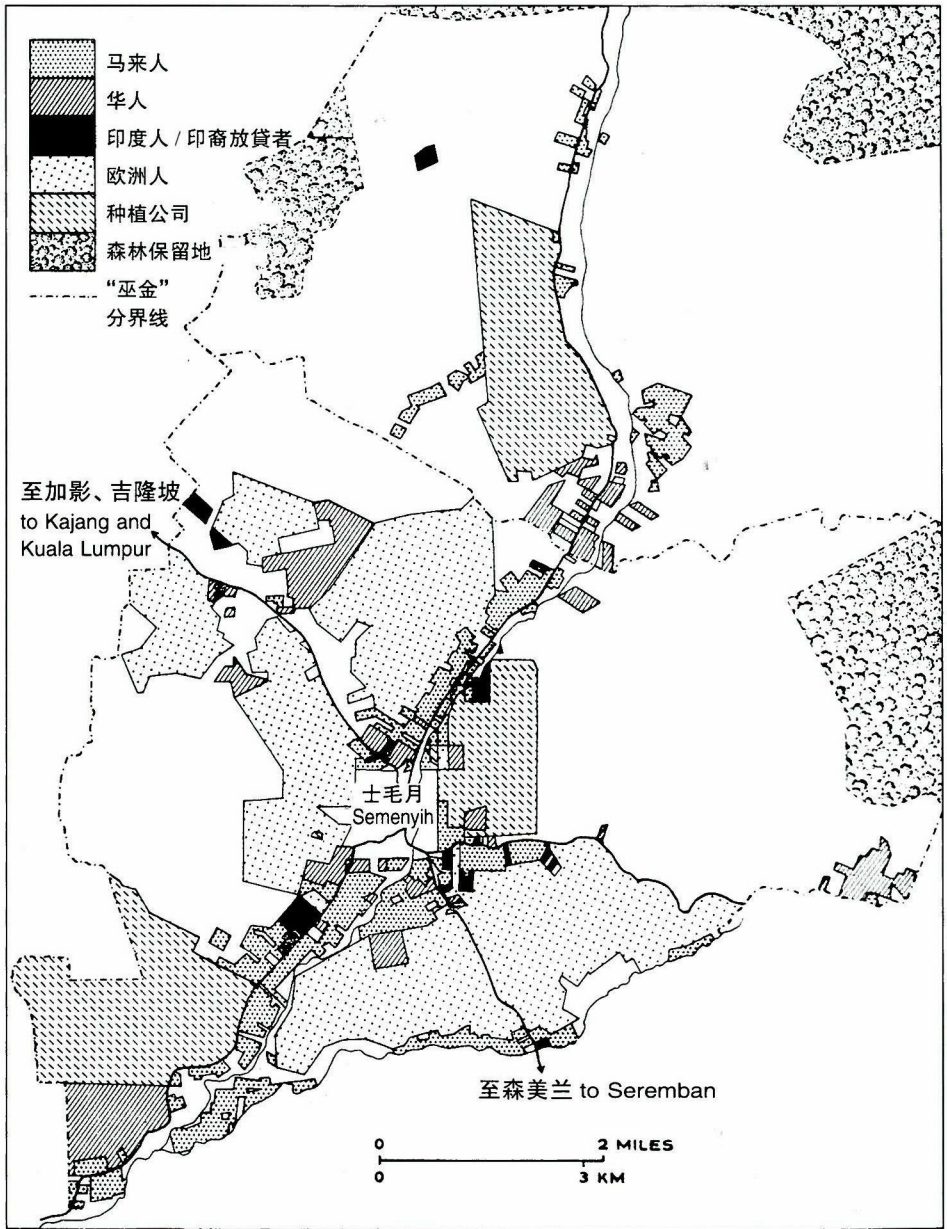 马来人
华人
印度人 / 印裔放貸者
欧洲人
种植公司
森林保留地
“巫金”
分界线
至加影、吉隆坡
to Kajang and
Kuala Lumpur
士毛月
Semenyih
至森美兰 to Seremban
0 2 MILES
0 3 KM